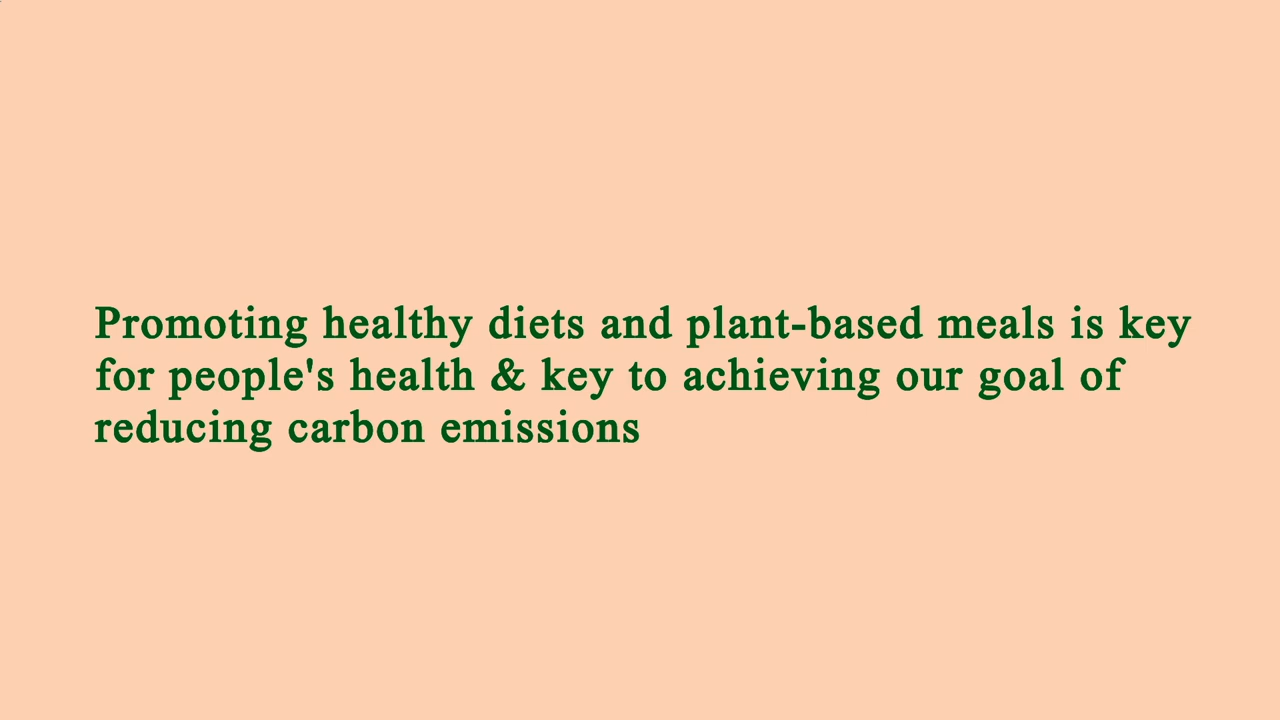 Promoting healthy diets and plant-based meals is key
for people's health & key to achieving our goal of
reducing carbon emissions